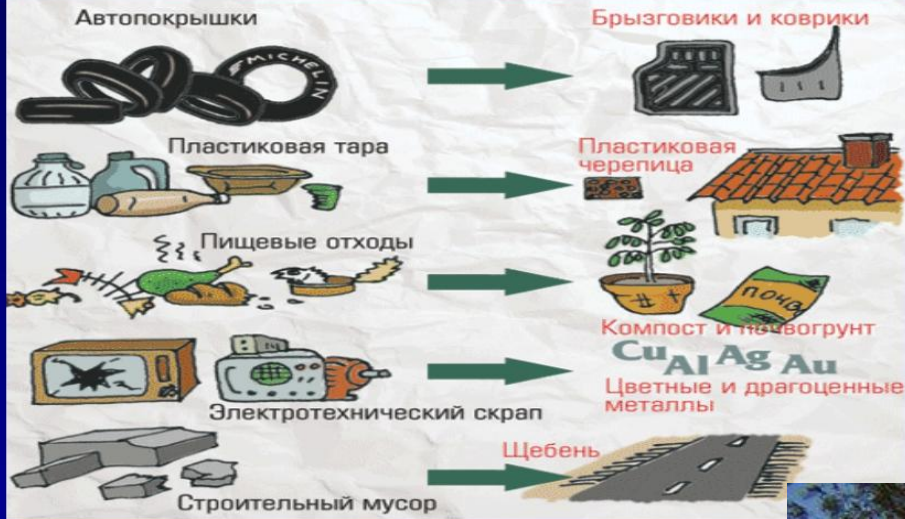 Автопокрышки
Брызговики и коврики
MICHELIN
Пластиковая тара
Пластиковая
черепица
Пищевые отходы
ПОЧВА
Компост и почвогрунт
Cu Al Ag Au
Электротехнический скрап
Цветные и драгоценные
металлы
Щебень
Строительный мусор